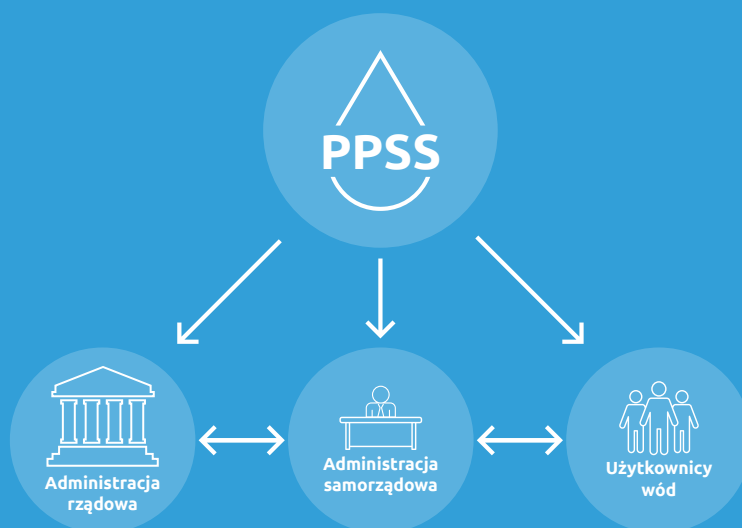 PPSS
Administracja
rządowa
Administracja
samorządowa
Użytkownicy
wód